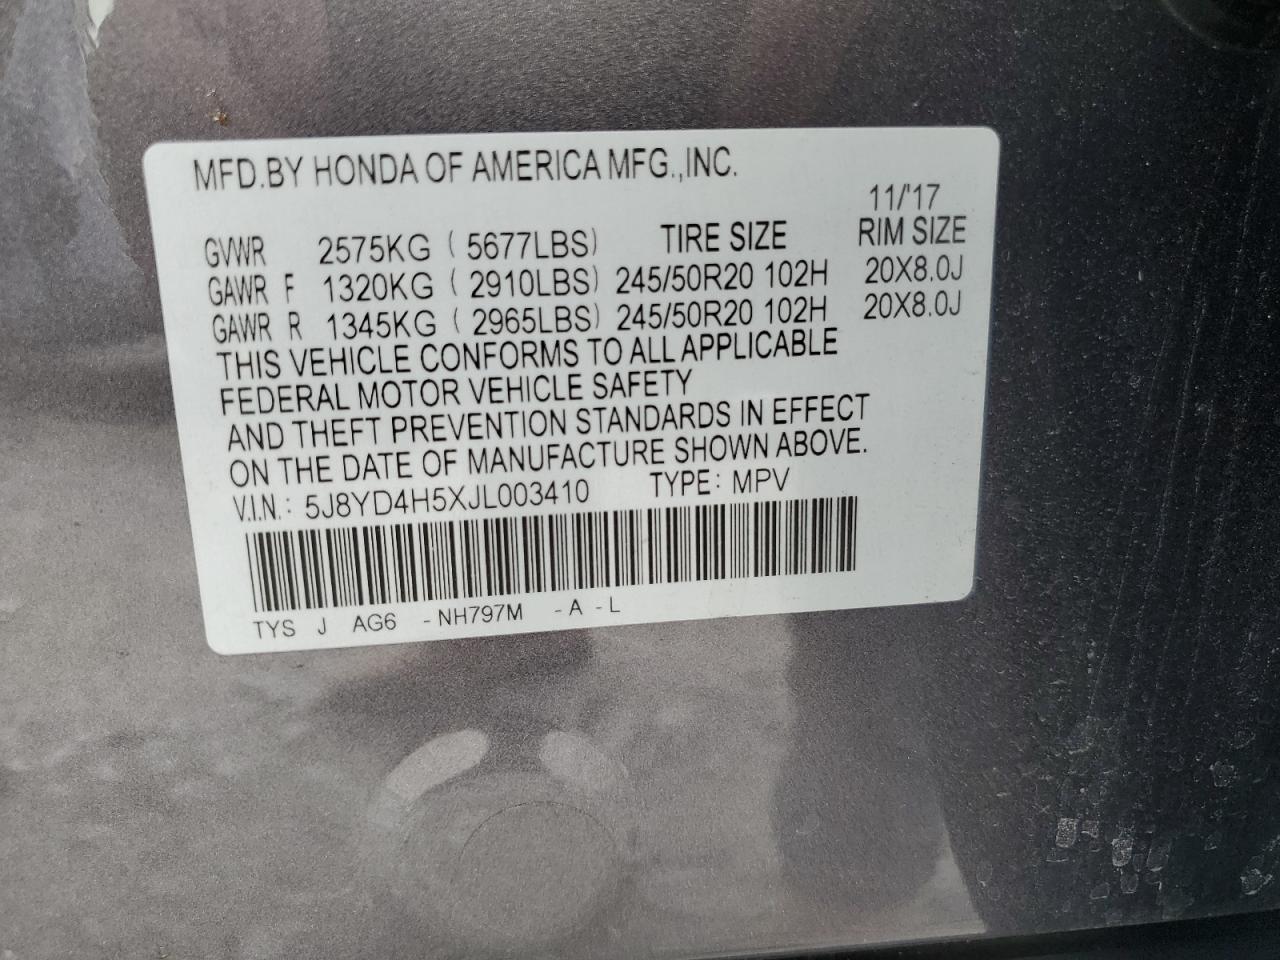 MFD.BY HONDA OF AMERICA MFG.,INC.
11/'17
GVWR 2575KG ( 5677LBS) TIRE SIZE RIM SIZE
GAWR F 1320KG ( 2910LBS) 245/50R20 102H 20X8.0J
GAWR R 1345KG ( 2965LBS) 245/50R20 102H 20X8.0J
THIS VEHICLE CONFORMS TO ALL APPLICABLE
FEDERAL MOTOR VEHICLE SAFETY
AND THEFT PREVENTION STANDARDS IN EFFECT
ON THE DATE OF MANUFACTURE SHOWN ABOVE.
V.I.N.: 5J8YD4H5XJL003410 TYPE: MPV
TYS J AG6 -NH797M -A -L